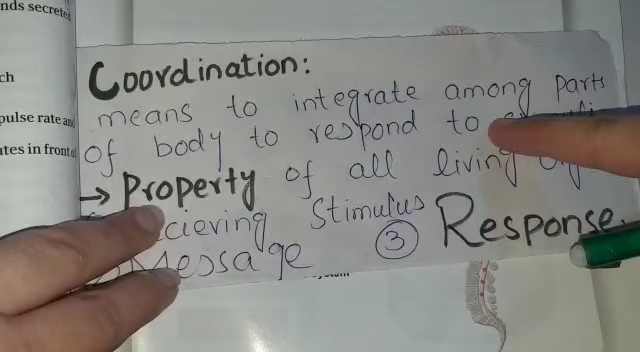 nds secreted
ch
pulse rate and
ates in front of
Coordination:
means to integrate among parts
of body to respond to
→ Property of all living
Stimulus
Message
③ Response